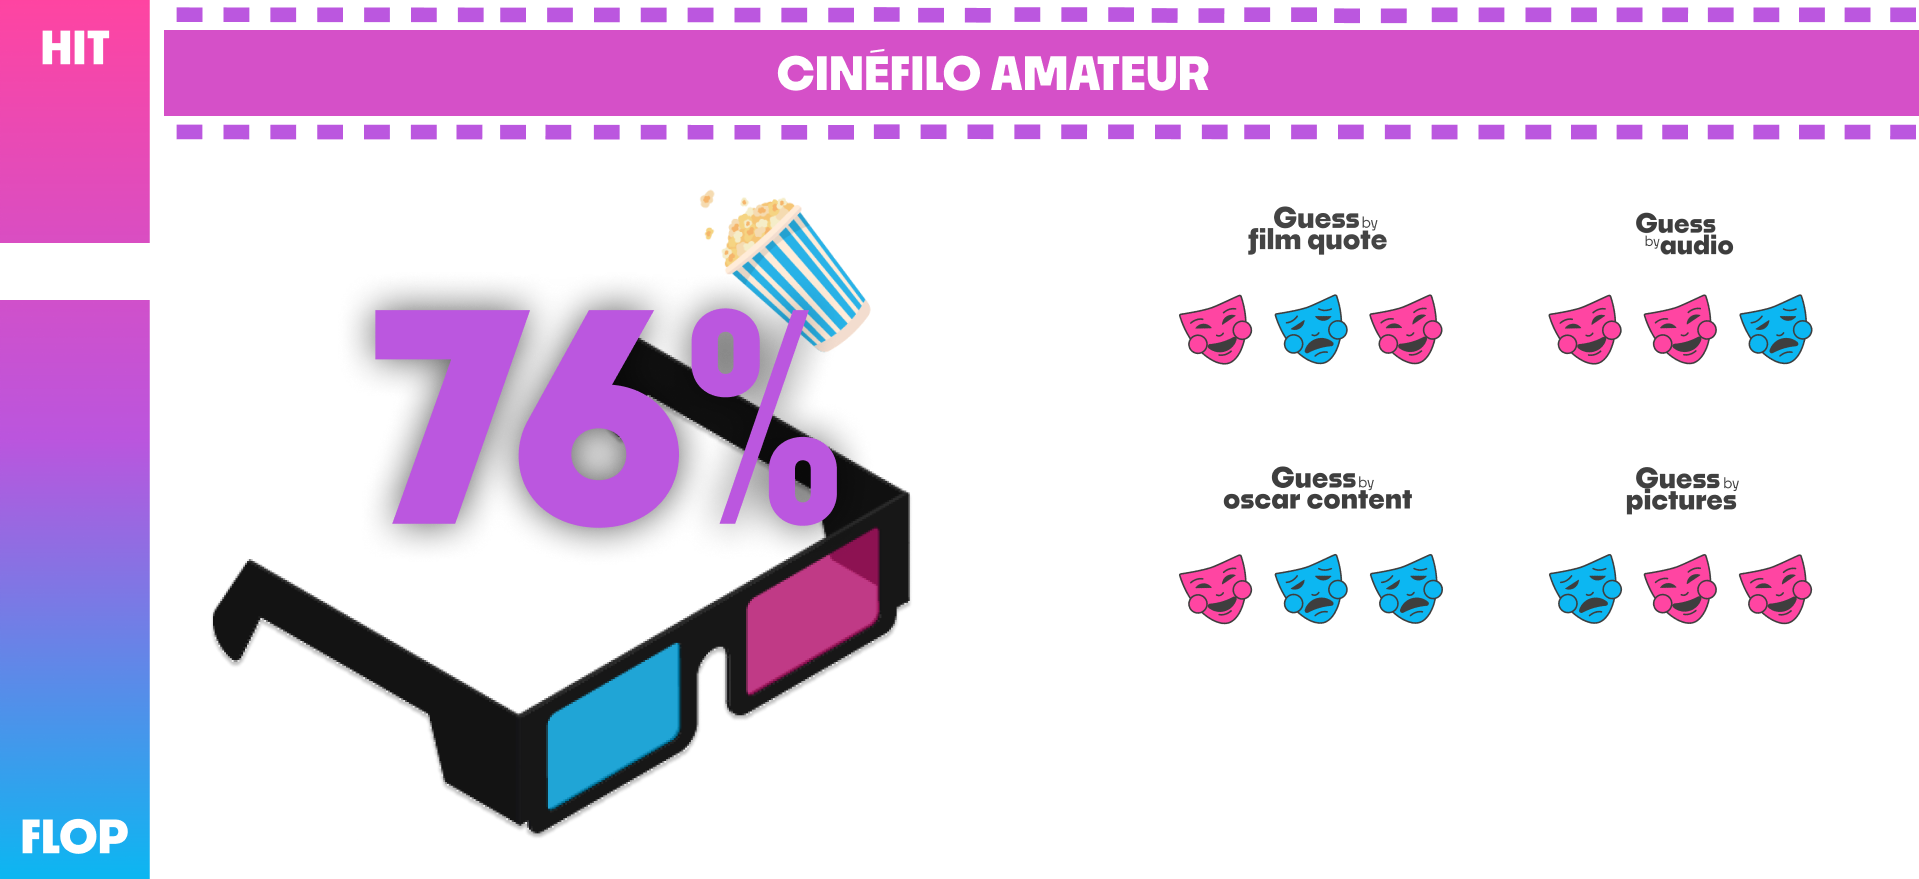 HIT
CINÉFILO AMATEUR
76%
Guess by
film quote
Guess
by audio
Guess by
oscar content
Guess by
pictures
FLOP